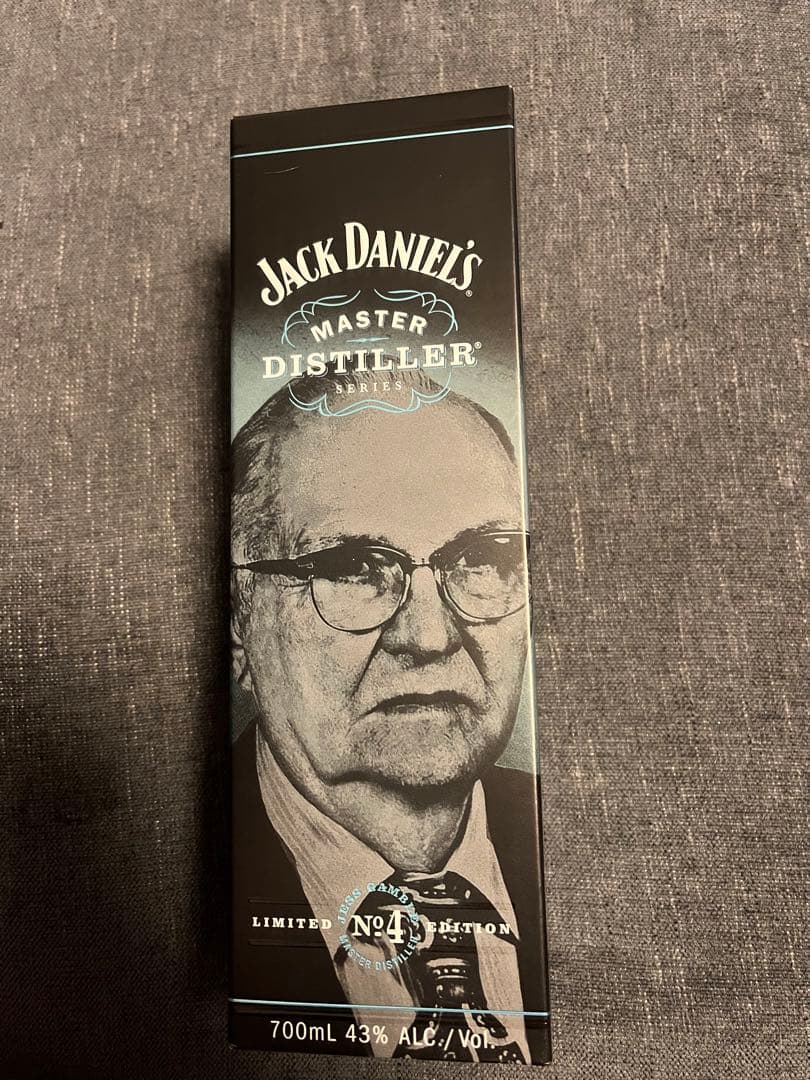 JACK DANIEL'S®
MASTER
DISTILLER®
SERIES
JESS GAMBLE
LIMITED Nº4 EDITION
MASTER DISTILLER
700mL 43% ALC./Vol.